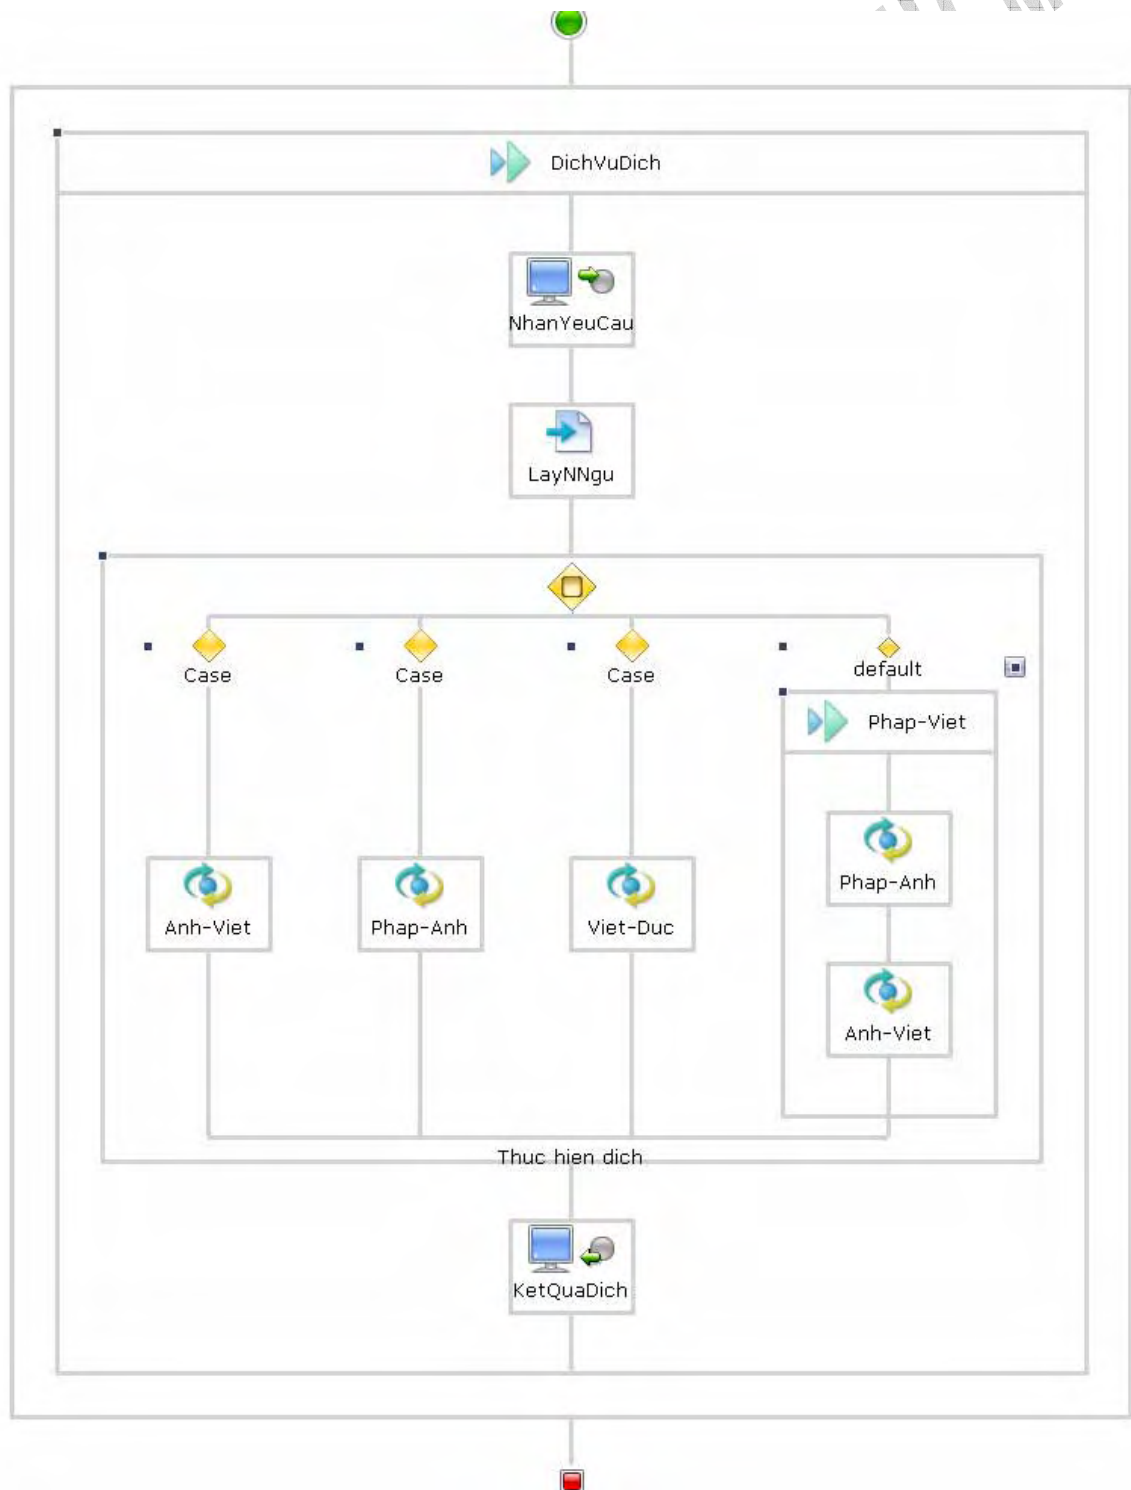 DichVuDich
NhanYeuCau
LayNNgu
Case
Case
Case
default
Phap-Viet
Phap-Anh
Anh-Viet
Phap-Anh
Viet-Duc
Anh-Viet
Thuc hien dich
KetQuaDich